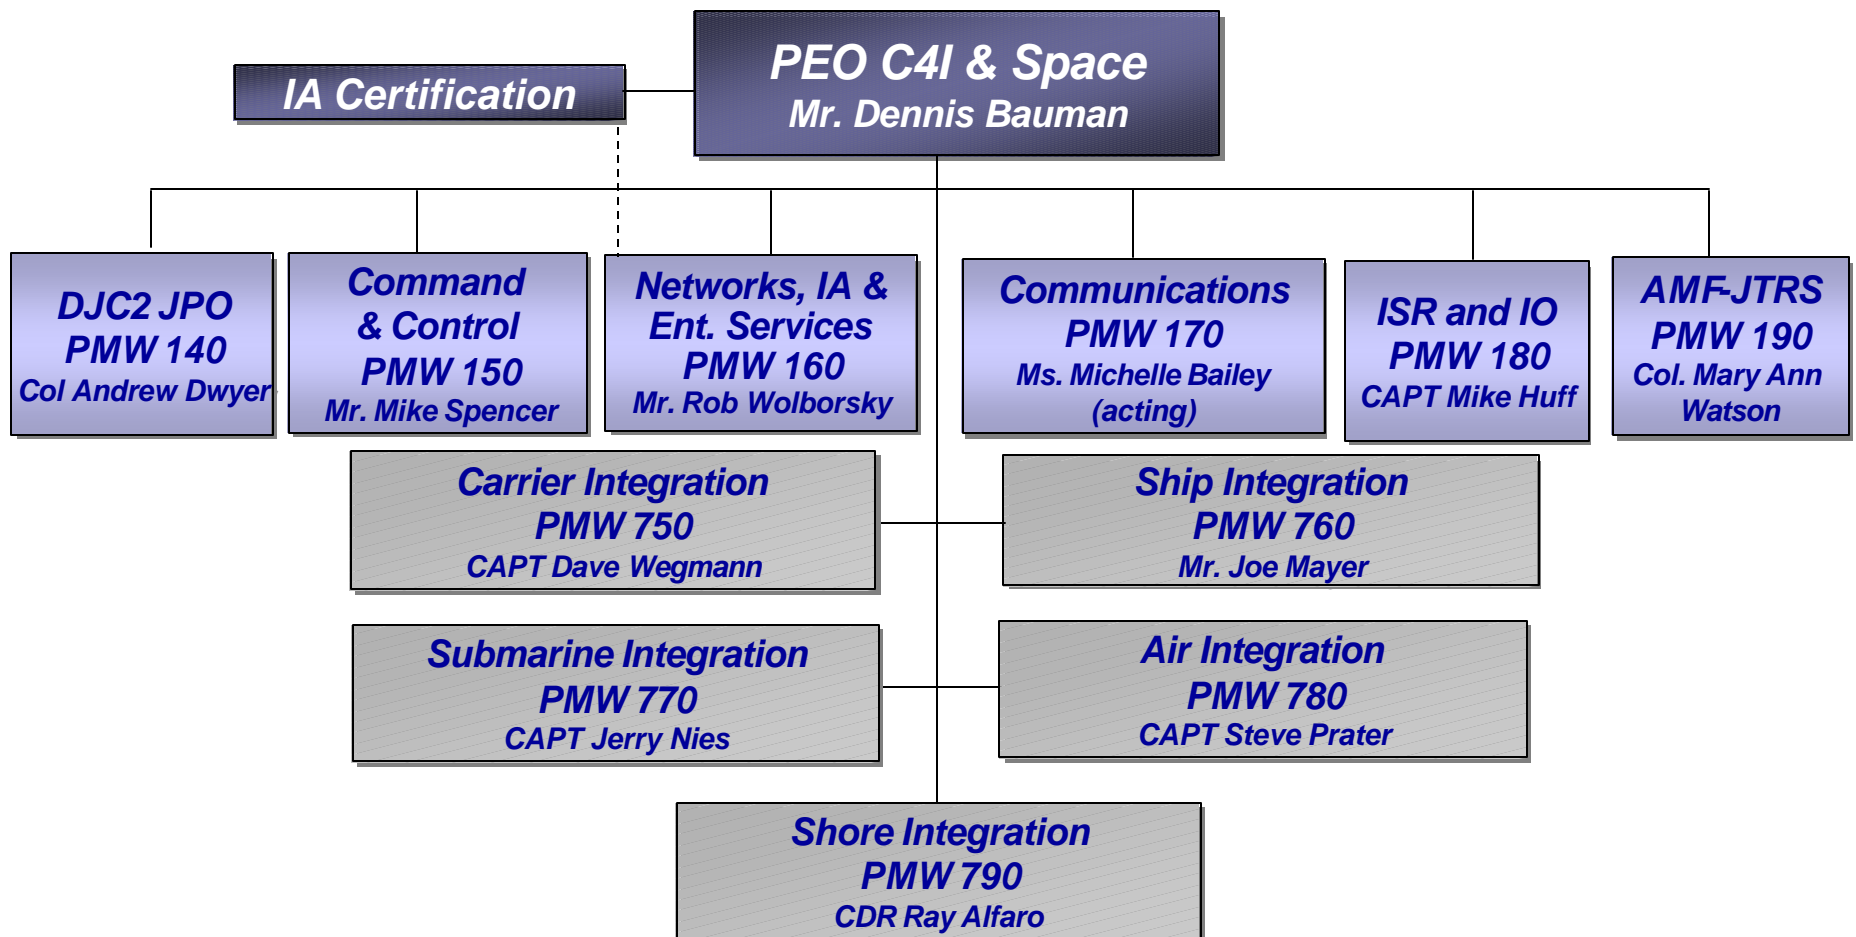 PEO C4I & Space
Mr. Dennis Bauman
IA Certification
DJC2 JPO
PMW 140
Col Andrew Dwyer
Command
& Control
PMW 150
Mr. Mike Spencer
Networks, IA &
Ent. Services
PMW 160
Mr. Rob Wolborsky
Communications
PMW 170
Ms. Michelle Bailey
(acting)
ISR and IO
PMW 180
CAPT Mike Huff
AMF-JTRS
PMW 190
Col. Mary Ann
Watson
Carrier Integration
PMW 750
CAPT Dave Wegmann
Ship Integration
PMW 760
Mr. Joe Mayer
Submarine Integration
PMW 770
CAPT Jerry Nies
Air Integration
PMW 780
CAPT Steve Prater
Shore Integration
PMW 790
CDR Ray Alfaro